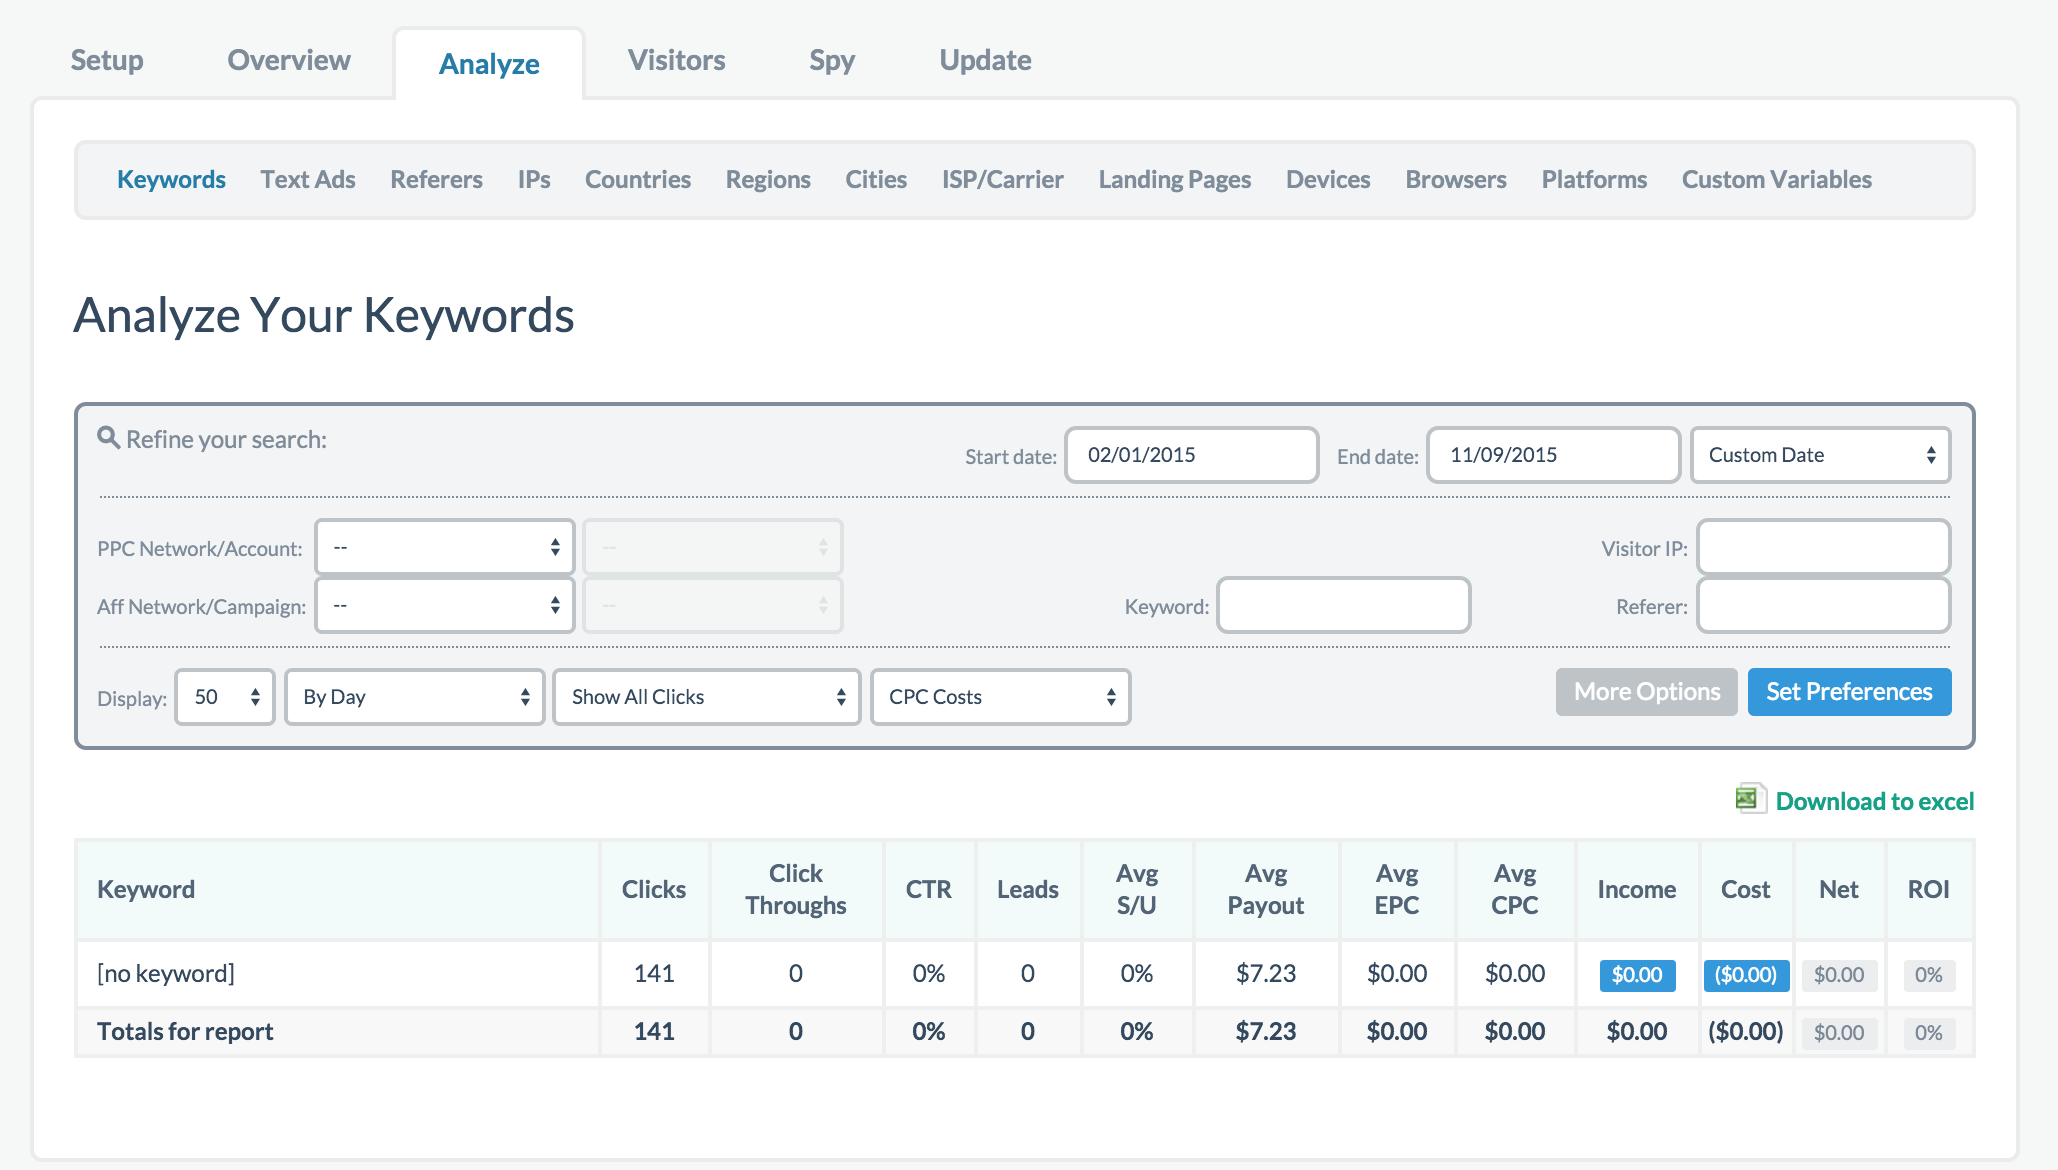 Setup Overview Analyze Visitors Spy Update
Keywords Text Ads Referers IPs Countries Regions Cities ISP/Carrier Landing Pages Devices Browsers Platforms Custom Variables
Analyze Your Keywords
Refine your search: Start date: 02/01/2015 End date: 11/09/2015 Custom Date
PPC Network/Account: -- -- Visitor IP:
Aff Network/Campaign: -- -- Keyword: Referer:
Display: 50 By Day Show All Clicks CPC Costs More Options Set Preferences
Download to excel
Keyword Clicks Click Throughs CTR Leads Avg S/U Avg Payout Avg EPC Avg CPC Income Cost Net ROI
[no keyword] 141 0 0% 0 0% $7.23 $0.00 $0.00 $0.00 ($0.00) $0.00 0%
Totals for report 141 0 0% 0 0% $7.23 $0.00 $0.00 $0.00 ($0.00) $0.00 0%